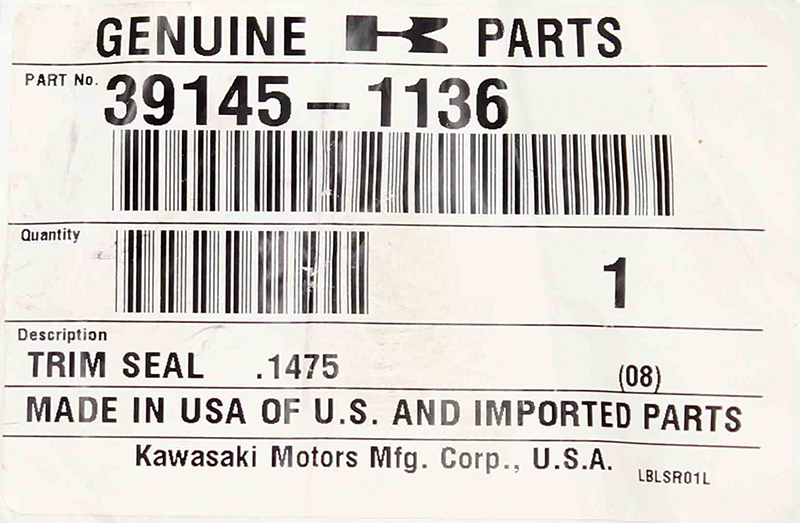 GENUINE K PARTS
PART No. 39145-1136
Quantity 1
Description
TRIM SEAL .1475 (08)
MADE IN USA OF U.S. AND IMPORTED PARTS
Kawasaki Motors Mfg. Corp., U.S.A.
LBLSR01L